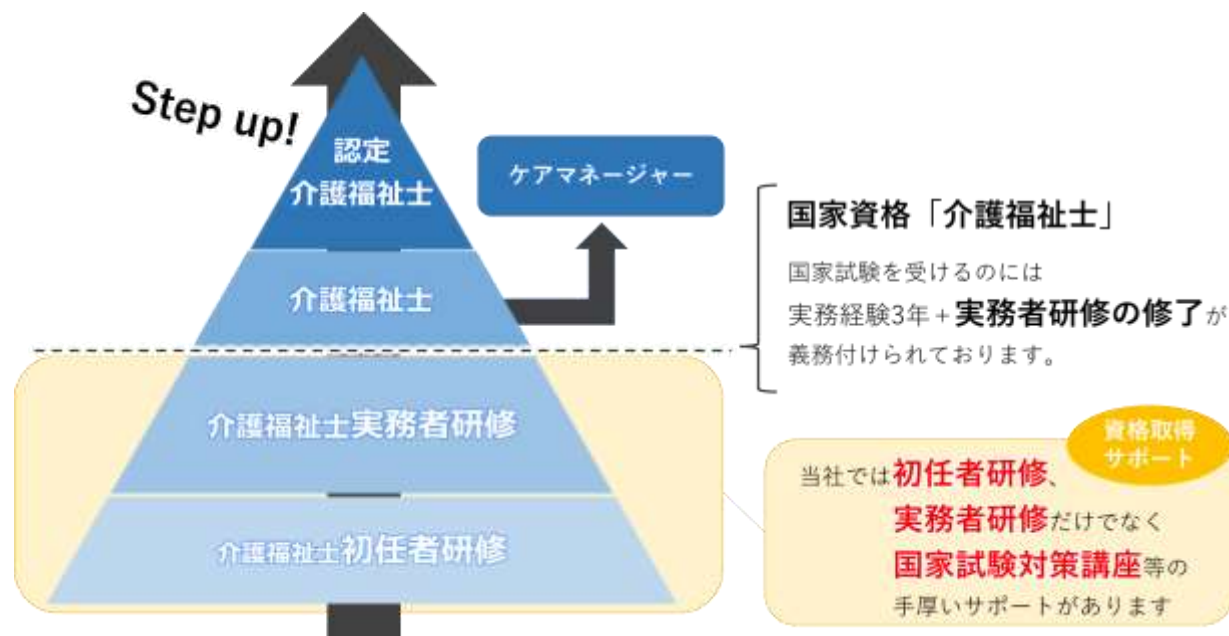 Step up!
認定
介護福祉士
ケアマネージャー
介護福祉士
介護福祉士実務者研修
介護福祉士初任者研修
国家資格「介護福祉士」
国家試験を受けるのには
実務経験3年+実務者研修の修了が
義務付けられております。
資格取得
サポート
当社では初任者研修、
実務者研修だけでなく
国家試験対策講座等の
手厚いサポートがあります